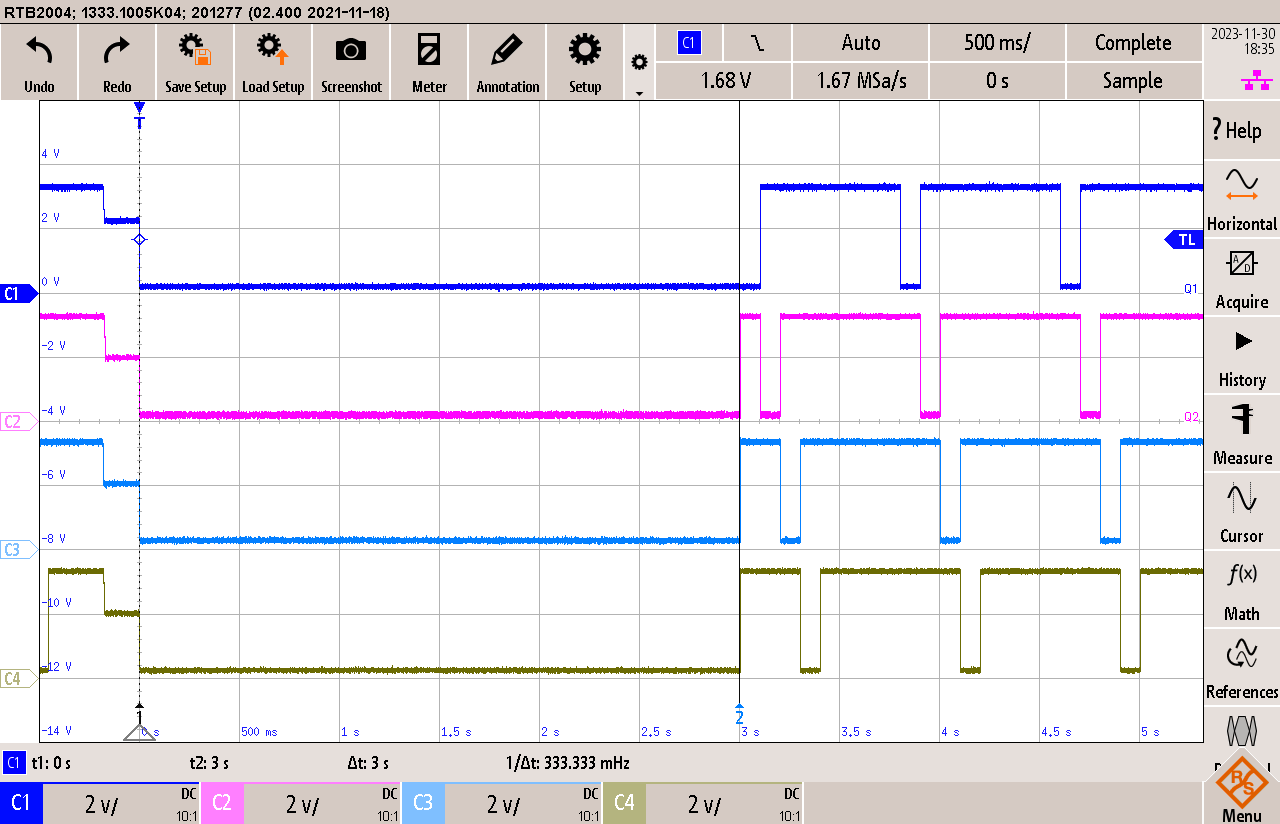 RTB2004; 1333.1005K04; 201277 (02.400 2021-11-18)
Undo
Redo
Save Setup
Load Setup
Screenshot
Meter
Annotation
Setup
C1
Auto
500 ms/
Complete
1.68 V
1.67 MSa/s
0 s
Sample
2023-11-30
18:35
T
4 V
2 V
0 V
-2 V
-4 V
-6 V
-8 V
-10 V
-12 V
-14 V
C1
C2
C3
C4
TL
Q1
Q2
1
2
0 s
500 ms
1 s
1.5 s
2 s
2.5 s
3 s
3.5 s
4 s
4.5 s
5 s
? Help
Horizontal
A
D
Acquire
History
Measure
Cursor
f(x)
Math
References
R
S
Menu
C1
t1: 0 s
t2: 3 s
Δt: 3 s
1/Δt: 333.333 mHz
C1
2 V/
DC
10:1
C2
2 V/
DC
10:1
C3
2 V/
DC
10:1
C4
2 V/
DC
10:1